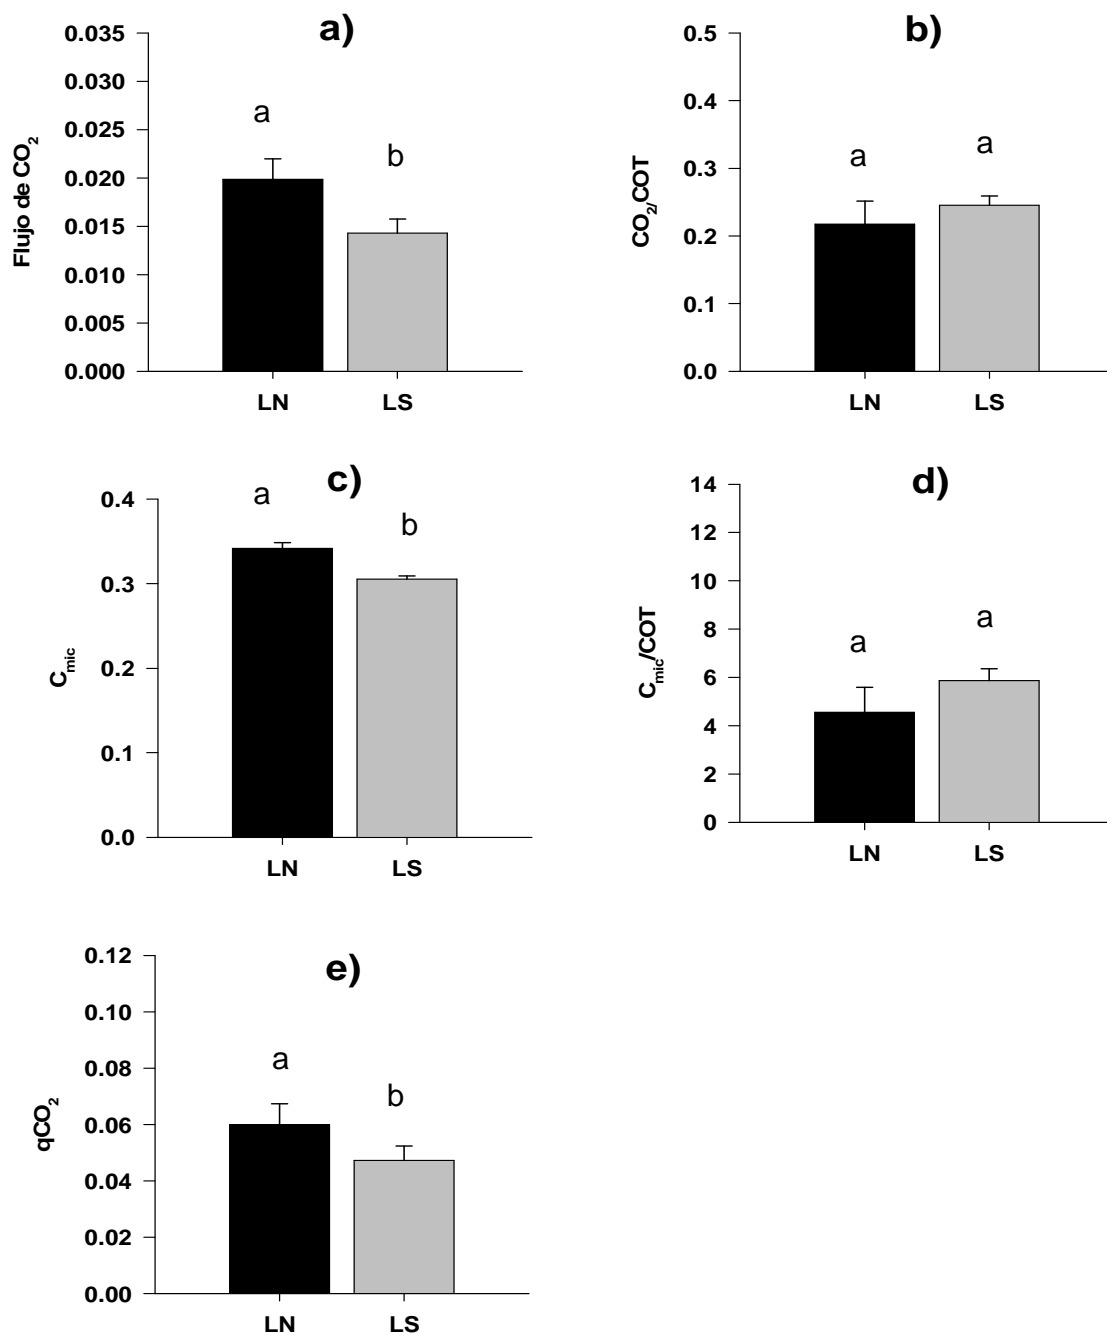 a)
0.035
0.030
0.025
0.020
0.015
0.010
0.005
0.000
Flujo de CO2
a
b
LN LS
b)
0.5
0.4
0.3
0.2
0.1
0.0
CO2/COT
a
a
LN LS
c)
0.4
0.3
0.2
0.1
0.0
Cmic
a
b
LN LS
d)
14
12
10
8
6
4
2
0
Cmic/COT
a
a
LN LS
e)
0.12
0.10
0.08
0.06
0.04
0.02
0.00
qCO2
a
b
LN LS